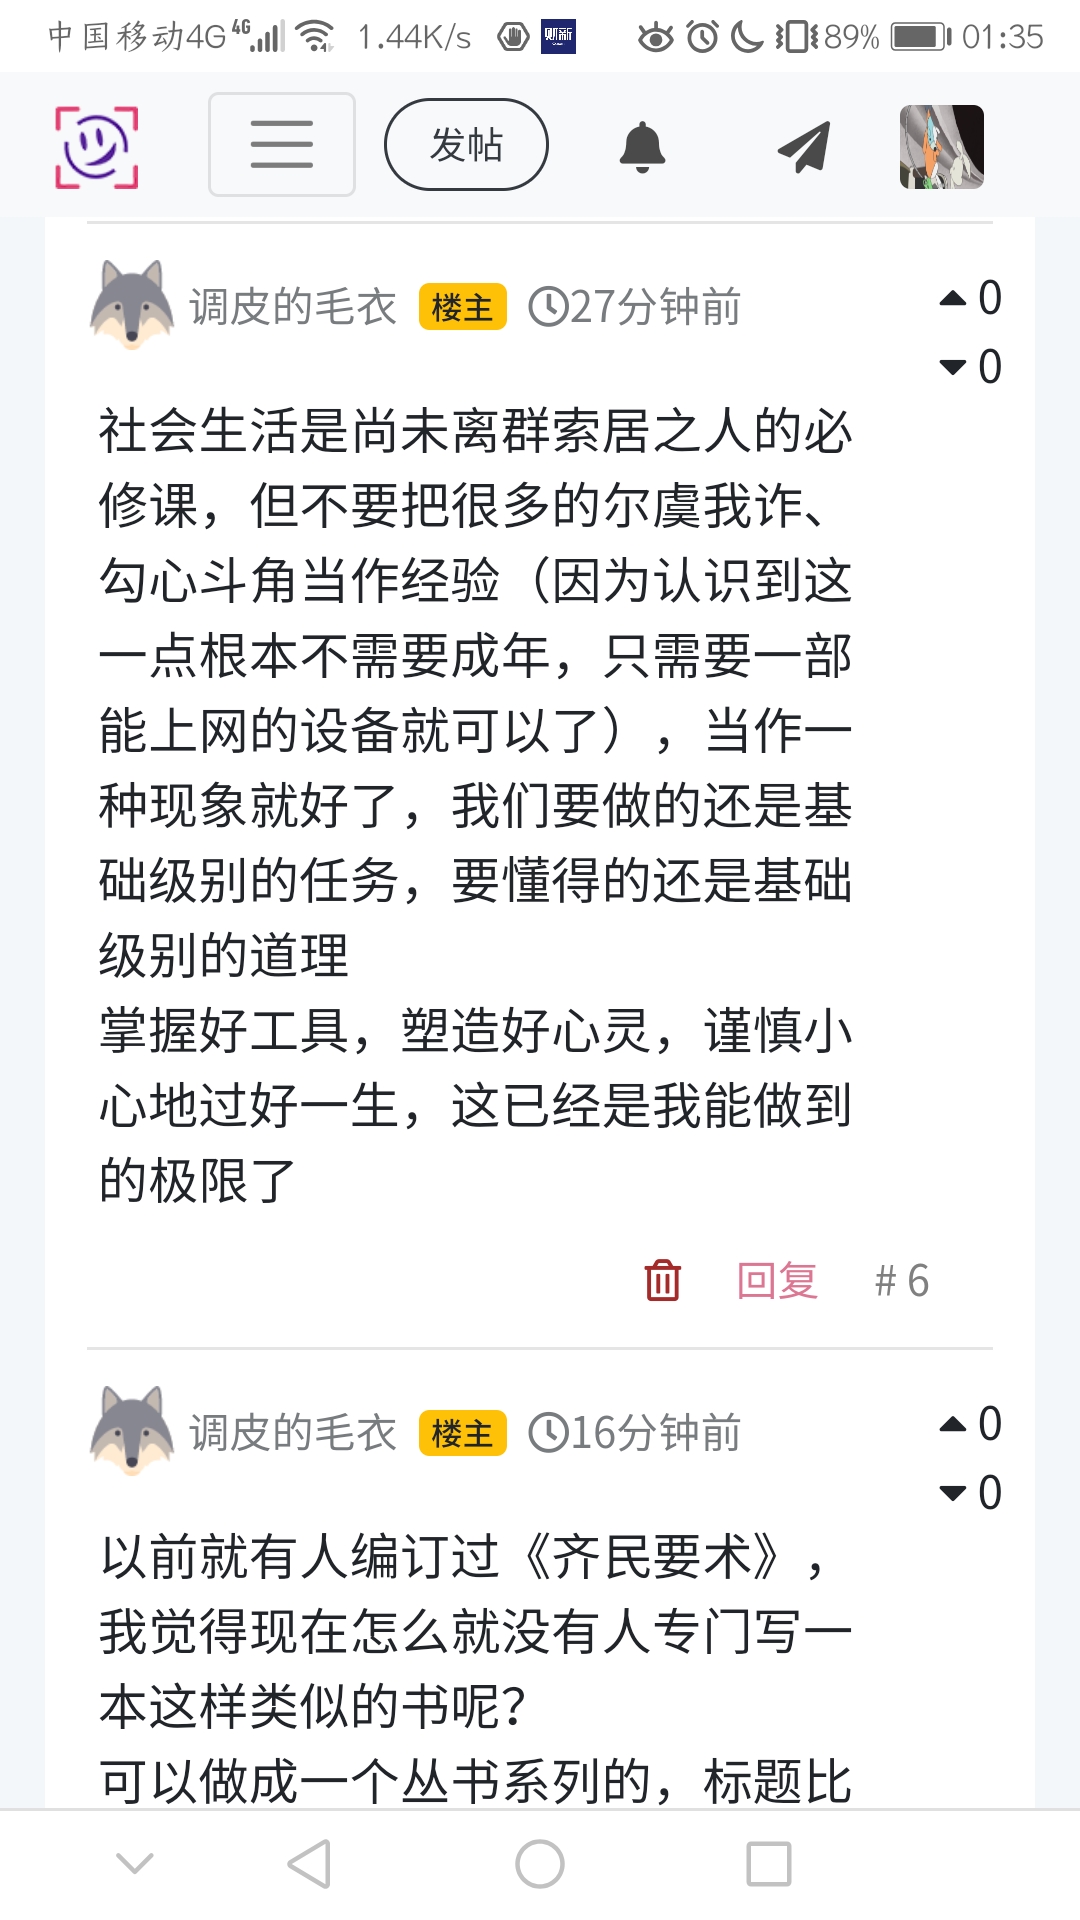 中国移动4G 4G 1.44K/s 财新 89% 01:35
发帖
调皮的毛衣 楼主 27分钟前 0
0
社会生活是尚未离群索居之人的必
修课，但不要把很多的尔虞我诈、
勾心斗角当作经验（因为认识到这
一点根本不需要成年，只需要一部
能上网的设备就可以了），当作一
种现象就好了，我们要做的还是基
础级别的任务，要懂得的还是基础
级别的道理
掌握好工具，塑造好心灵，谨慎小
心地过好一生，这已经是我能做到
的极限了
回复 # 6
调皮的毛衣 楼主 16分钟前 0
0
以前就有人编订过《齐民要术》，
我觉得现在怎么就没有人专门写一
本这样类似的书呢？
可以做成一个丛书系列的，标题比